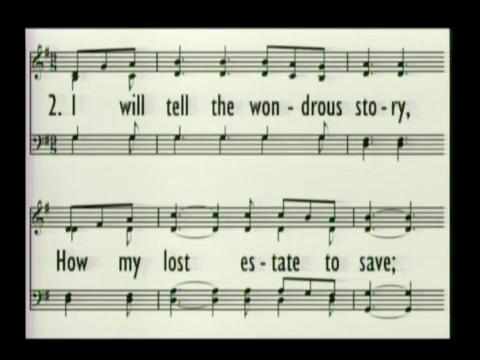 2. I will tell the won - drous sto - ry,
How my lost es - tate to save;